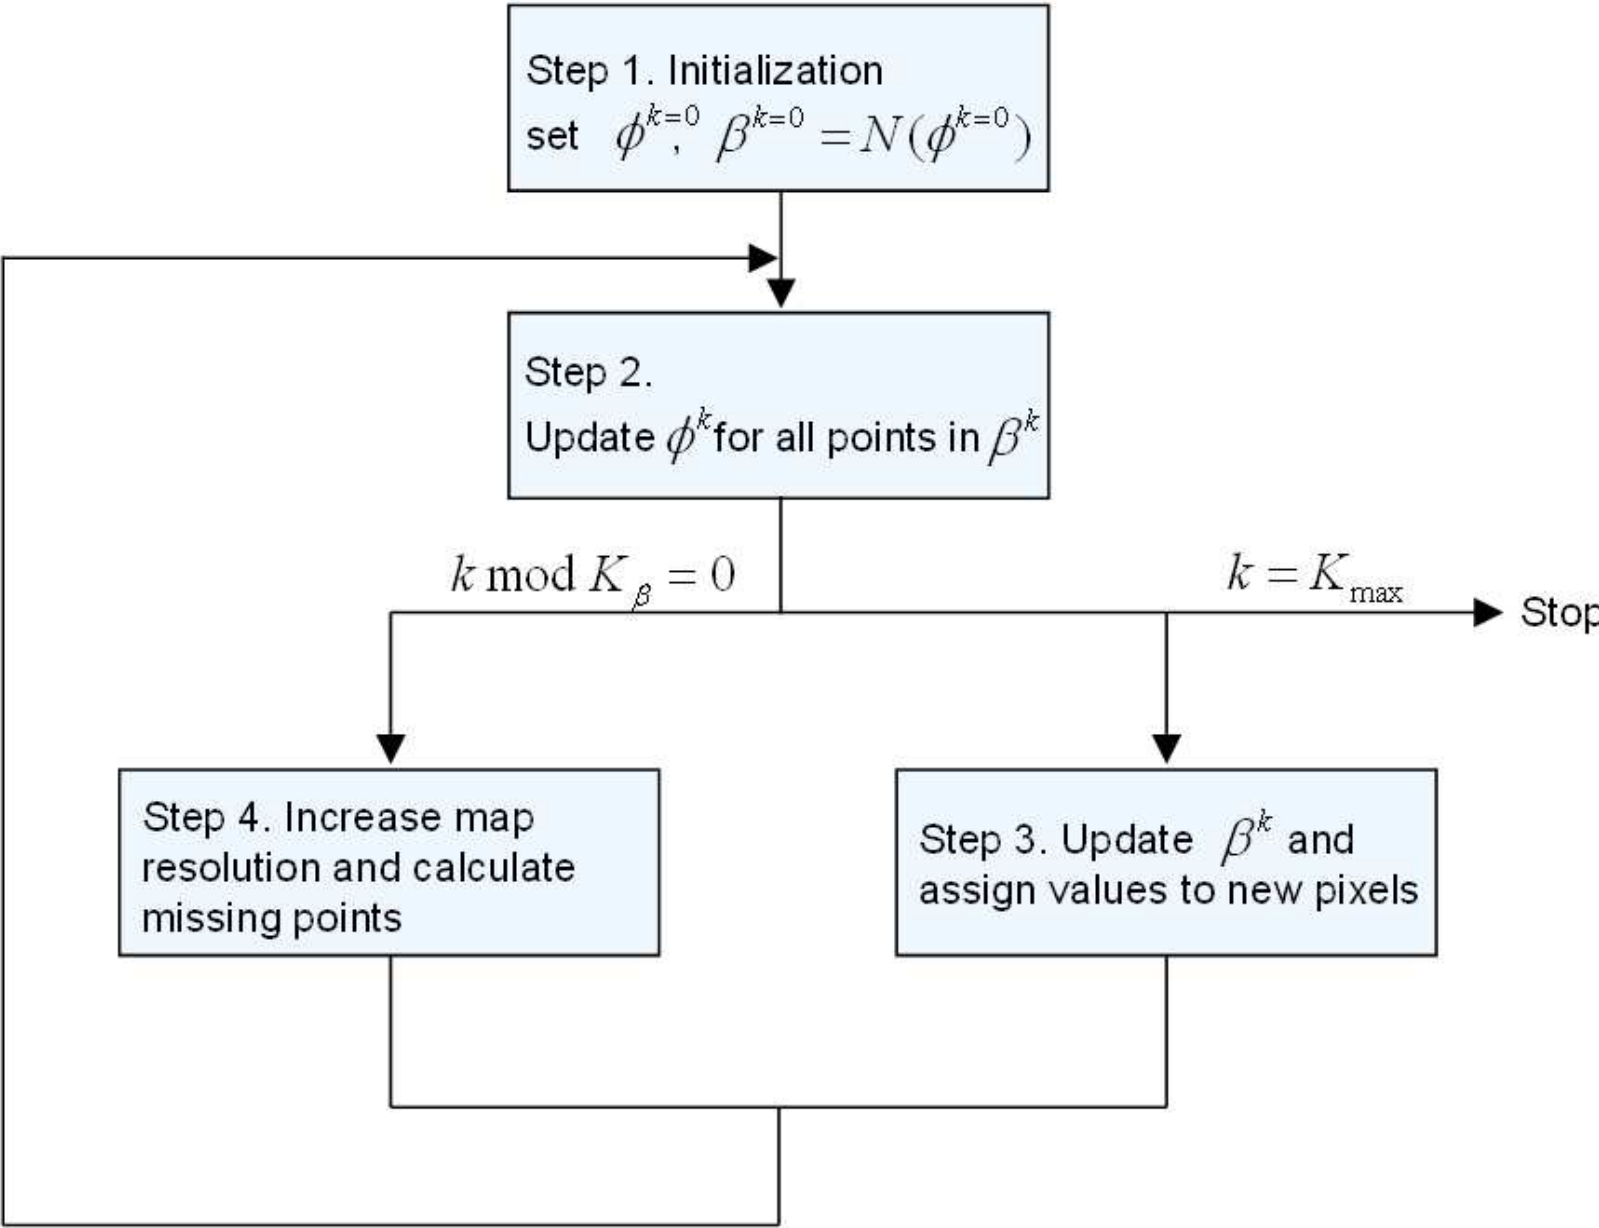 Step 1. Initialization
set ϕ^{k=0}, β^{k=0} = N(ϕ^{k=0})
Step 2.
Update ϕ^k for all points in β^k
k mod K_β = 0
k = K_max
Stop
Step 4. Increase map
resolution and calculate
missing points
Step 3. Update β^k and
assign values to new pixels